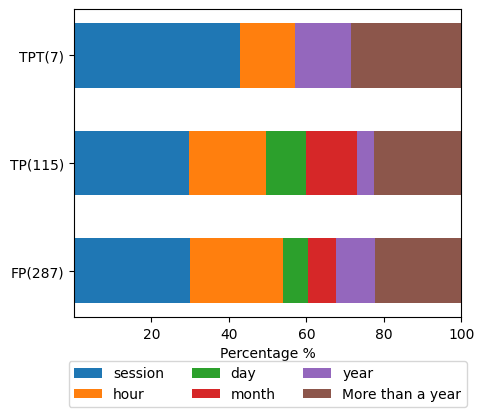 TPT(7)
TP(115)
FP(287)
20 40 60 80 100
Percentage %
session day year
hour month More than a year